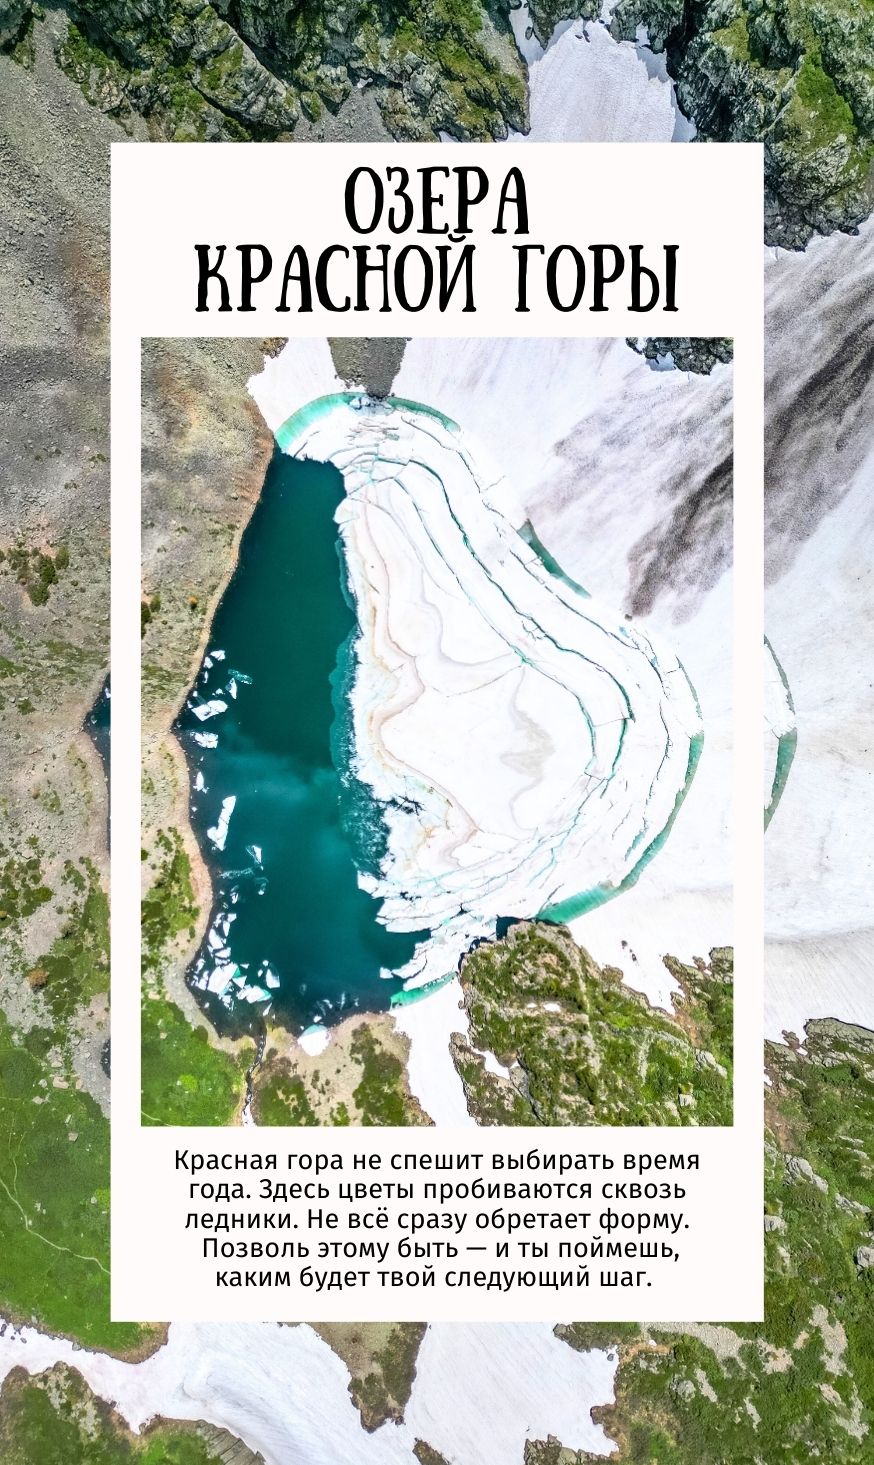 ОЗЕРА
КРАСНОЙ ГОРЫ
Красная гора не спешит выбирать время
года. Здесь цветы пробиваются сквозь
ледники. Не всё сразу обретает форму.
Позволь этому быть — и ты поймешь,
каким будет твой следующий шаг.